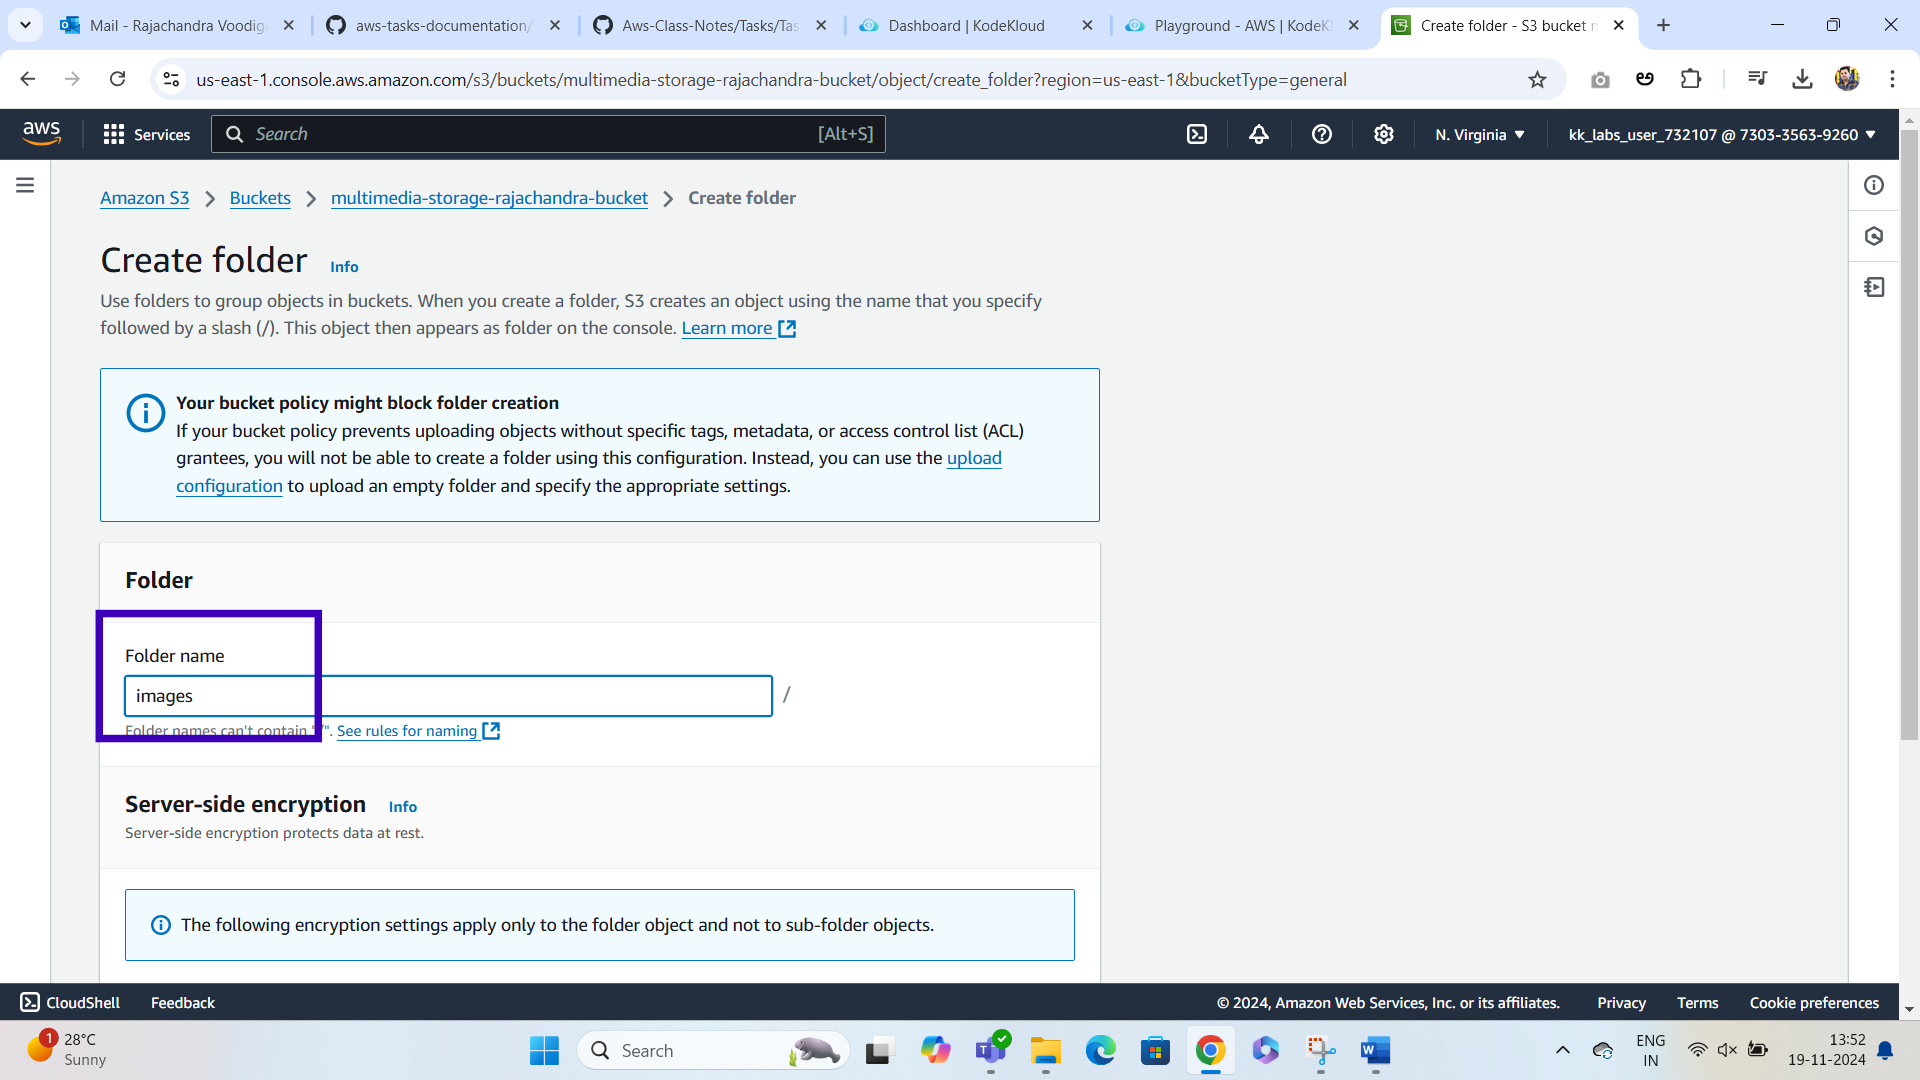 Mail - Rajachandra Voodig
aws-tasks-documentation/
Aws-Class-Notes/Tasks/Tas
Dashboard | KodeKloud
Playground - AWS | KodeKl
Create folder - S3 bucket m
us-east-1.console.aws.amazon.com/s3/buckets/multimedia-storage-rajachandra-bucket/object/create_folder?region=us-east-1&bucketType=general
aws
Services
Search
[Alt+S]
N. Virginia
kk_labs_user_732107 @ 7303-3563-9260
Amazon S3
Buckets
multimedia-storage-rajachandra-bucket
Create folder
Create folder
Info
Use folders to group objects in buckets. When you create a folder, S3 creates an object using the name that you specify
followed by a slash (/). This object then appears as folder on the console. Learn more
Your bucket policy might block folder creation
If your bucket policy prevents uploading objects without specific tags, metadata, or access control list (ACL)
grantees, you will not be able to create a folder using this configuration. Instead, you can use the upload
configuration to upload an empty folder and specify the appropriate settings.
Folder
Folder name
images
/
Folder names can't contain "/". See rules for naming
Server-side encryption
Info
Server-side encryption protects data at rest.
The following encryption settings apply only to the folder object and not to sub-folder objects.
CloudShell
Feedback
© 2024, Amazon Web Services, Inc. or its affiliates.
Privacy
Terms
Cookie preferences
1
28°C
Sunny
Search
ENG
IN
13:52
19-11-2024